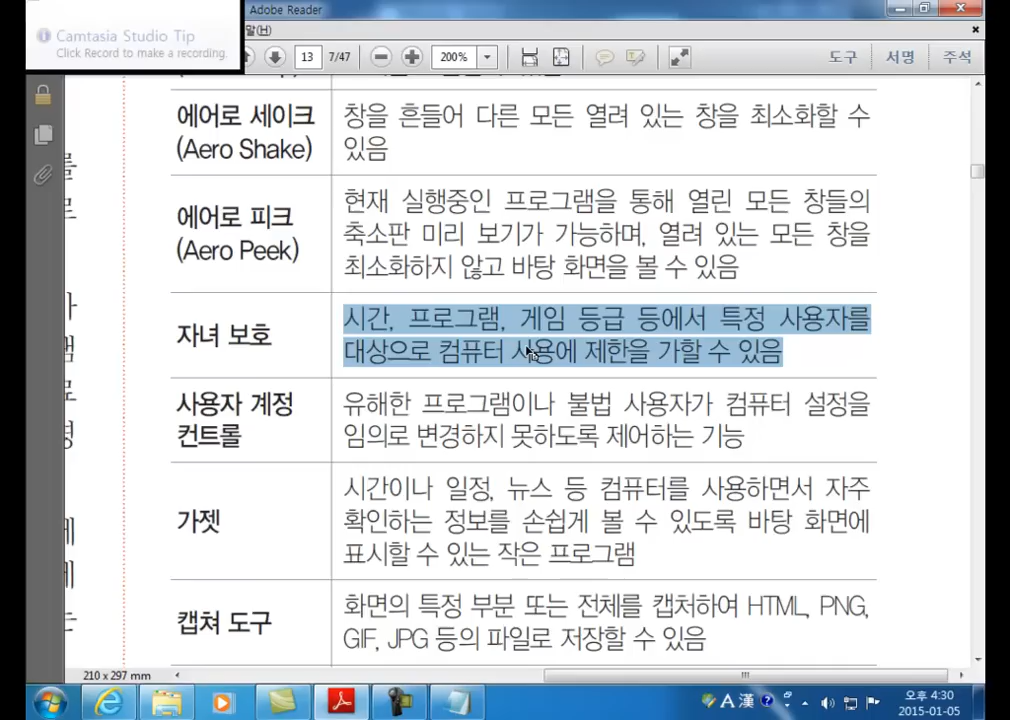 Camtasia Studio Tip
Click Record to make a recording.
Adobe Reader
말(H)
13 / 47
200%
도구 서명 주석
에어로 세이크
(Aero Shake)
창을 흔들어 다른 모든 열려 있는 창을 최소화할 수
있음
에어로 피크
(Aero Peek)
현재 실행중인 프로그램을 통해 열린 모든 창들의
축소판 미리 보기가 가능하며, 열려 있는 모든 창을
최소화하지 않고 바탕 화면을 볼 수 있음
자녀 보호
시간, 프로그램, 게임 등급 등에서 특정 사용자를
대상으로 컴퓨터 사용에 제한을 가할 수 있음
사용자 계정
컨트롤
유해한 프로그램이나 불법 사용자가 컴퓨터 설정을
임의로 변경하지 못하도록 제어하는 기능
가젯
시간이나 일정, 뉴스 등 컴퓨터를 사용하면서 자주
확인하는 정보를 손쉽게 볼 수 있도록 바탕 화면에
표시할 수 있는 작은 프로그램
캡쳐 도구
화면의 특정 부분 또는 전체를 캡처하여 HTML, PNG,
GIF, JPG 등의 파일로 저장할 수 있음
210 x 297 mm
A 漢
오후 4:30
2015-01-05